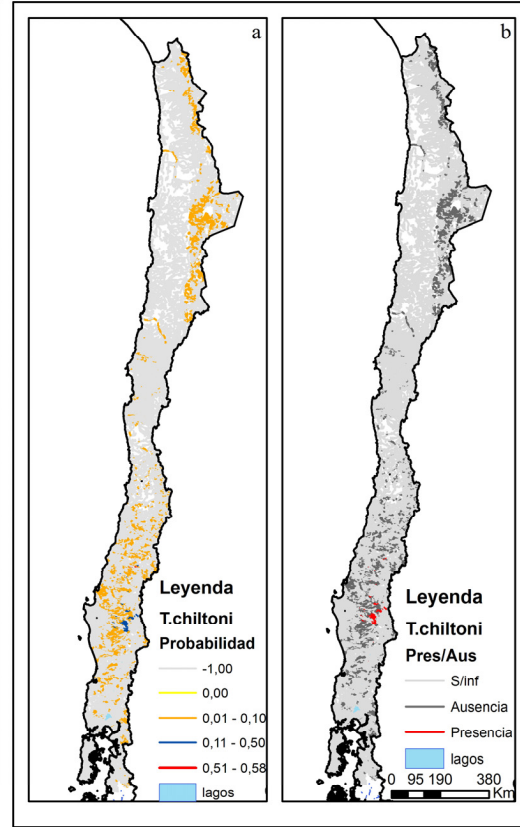 a
Leyenda
T.chiltoni
Probabilidad
-1,00
0,00
0,01 - 0,10
0,11 - 0,50
0,51 - 0,58
lagos
b
Leyenda
T.chiltoni
Pres/Aus
S/inf
Ausencia
Presencia
lagos
0 95 190 380
Km